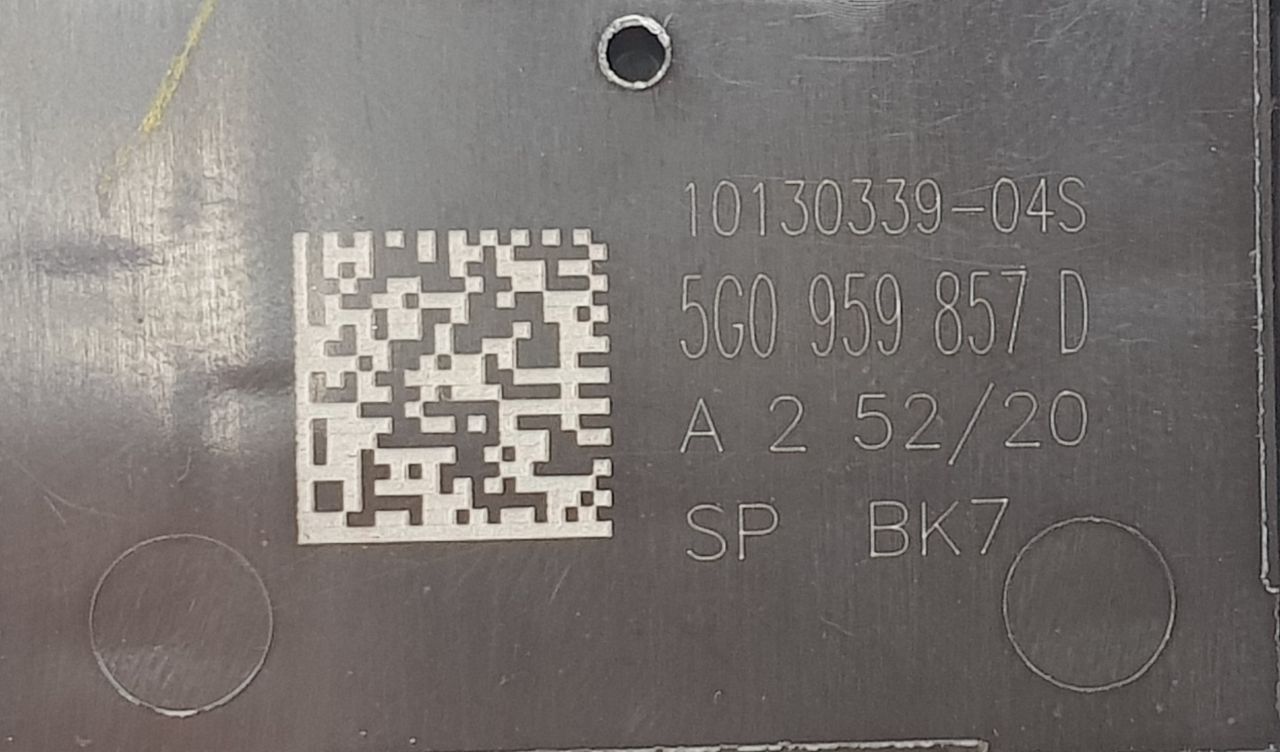 10130339-04S
5G0 959 857 D
A 2 52/20
SP BK7